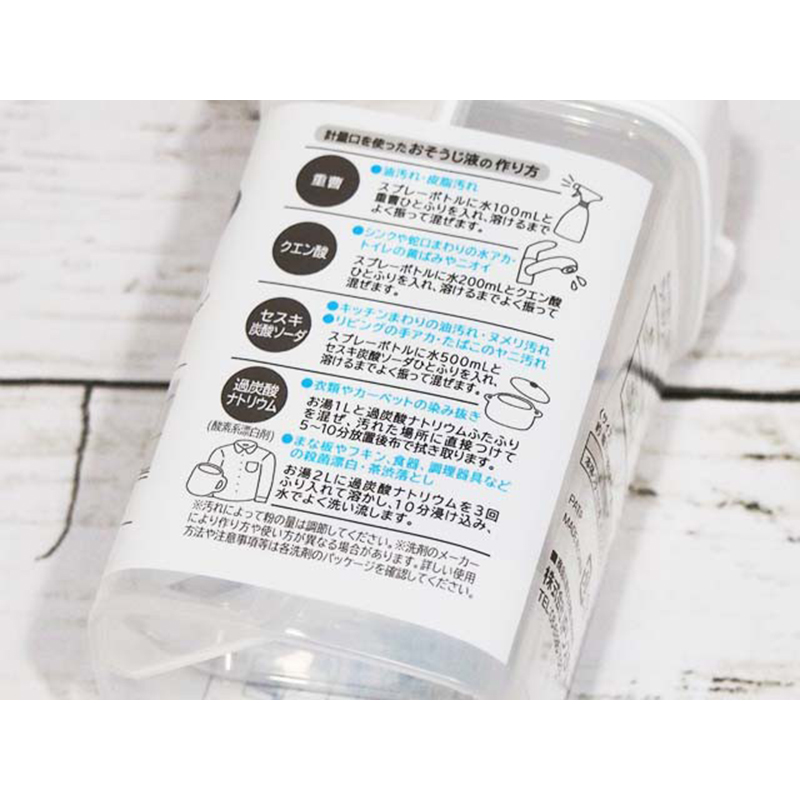 計量口を使ったおそうじ液の作り方
重曹
●油汚れ・皮脂汚れ
スプレーボトルに水100mLと
重曹ひとふりを入れ、溶けるまで
よく振って混ぜます。
クエン酸
●シンクや蛇口まわりの水アカ・
トイレの黄ばみやニオイ
スプレーボトルに水200mLとクエン酸
ひとふりを入れ、溶けるまでよく振って
混ぜます。
セスキ
炭酸ソーダ
●キッチンまわりの油汚れ・ヌメリ汚れ
●リビングの手アカ・たばこのヤニ汚れ
スプレーボトルに水500mLと
セスキ炭酸ソーダひとふりを入れ、
溶けるまでよく振って混ぜます。
過炭酸
ナトリウム
(酸素系漂白剤)
●衣類やカーペットの染み抜き
お湯1Lと過炭酸ナトリウムふたふり
を混ぜ、汚れた場所に直接つけて
5~10分放置後布で拭き取ります。
●まな板やフキン、食器、調理器具など
の殺菌漂白・茶渋落とし
お湯2Lに過炭酸ナトリウムを3回
ふり入れて溶かし、10分浸け込み、
水でよく洗い流します。
※汚れによって粉の量は調節してください。※洗剤のメーカー
により作り方や使い方が異なる場合があります。詳しい使用
方法や注意事項等は各洗剤のパッケージを確認してください。
PAT.P
MADE
株式会
TEL